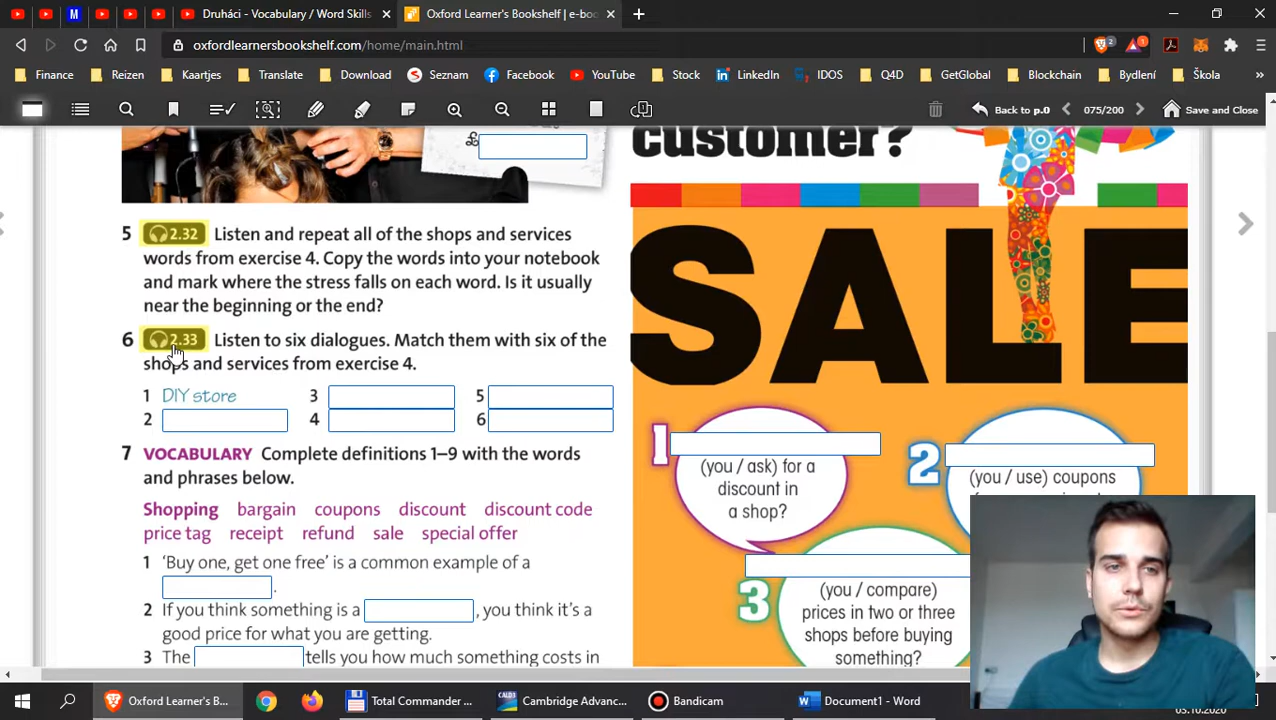 Druháci - Vocabulary / Word Skills
Oxford Learner's Bookshelf | e-boo
oxfordlearnersbookshelf.com/home/main.html
2
1
Finance
Reizen
Kaartjes
Translate
Download
Seznam
Facebook
YouTube
Stock
LinkedIn
IDOS
Q4D
GetGlobal
Blockchain
Bydlení
Škola
»
Back to p.0
075/200
Save and Close
customer?
SALE
5 2.32 Listen and repeat all of the shops and services
words from exercise 4. Copy the words into your notebook
and mark where the stress falls on each word. Is it usually
near the beginning or the end?
6 2.33 Listen to six dialogues. Match them with six of the
shops and services from exercise 4.
1 DIY store 3 5
2 4 6
7 VOCABULARY Complete definitions 1–9 with the words
and phrases below.
Shopping bargain coupons discount discount code
price tag receipt refund sale special offer
1 'Buy one, get one free' is a common example of a
.
2 If you think something is a , you think it's a
good price for what you are getting.
3 The tells you how much something costs in
1
(you / ask) for a
discount in
a shop?
2
(you / use) coupons
3
(you / compare)
prices in two or three
shops before buying
something?
Oxford Learner's B...
Total Commander ...
Cambridge Advanc...
Bandicam
Document1 - Word
03.10.2020